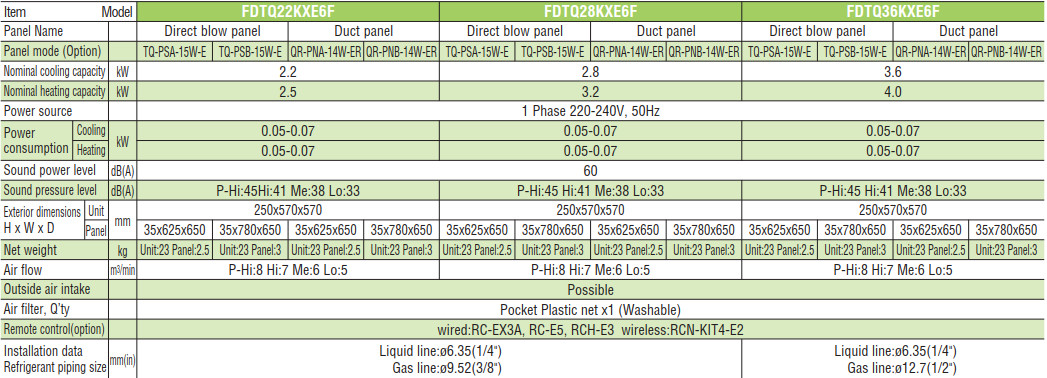 Item Model FDTQ22KXE6F FDTQ28KXE6F FDTQ36KXE6F
Panel Name Direct blow panel Duct panel Direct blow panel Duct panel Direct blow panel Duct panel
Panel mode (Option) TQ-PSA-15W-E TQ-PSB-15W-E QR-PNA-14W-ER QR-PNB-14W-ER TQ-PSA-15W-E TQ-PSB-15W-E QR-PNA-14W-ER QR-PNB-14W-ER TQ-PSA-15W-E TQ-PSB-15W-E QR-PNA-14W-ER QR-PNB-14W-ER
Nominal cooling capacity kW 2.2 2.8 3.6
Nominal heating capacity kW 2.5 3.2 4.0
Power source 1 Phase 220-240V, 50Hz
Power consumption Cooling kW 0.05-0.07 0.05-0.07 0.05-0.07
Heating 0.05-0.07 0.05-0.07 0.05-0.07
Sound power level dB(A) 60
Sound pressure level dB(A) P-Hi:45Hi:41 Me:38 Lo:33 P-Hi:45 Hi:41 Me:38 Lo:33 P-Hi:45 Hi:41 Me:38 Lo:33
Exterior dimensions Unit mm 250x570x570 250x570x570 250x570x570
H x W x D Panel 35x625x650 35x780x650 35x625x650 35x780x650 35x625x650 35x780x650 35x625x650 35x780x650 35x625x650 35x780x650 35x625x650 35x780x650
Net weight kg Unit:23 Panel:2.5 Unit:23 Panel:3 Unit:23 Panel:2.5 Unit:23 Panel:3 Unit:23 Panel:2.5 Unit:23 Panel:3 Unit:23 Panel:2.5 Unit:23 Panel:3 Unit:23 Panel:2.5 Unit:23 Panel:3 Unit:23 Panel:2.5 Unit:23 Panel:3
Air flow m³/min P-Hi:8 Hi:7 Me:6 Lo:5 P-Hi:8 Hi:7 Me:6 Lo:5 P-Hi:8 Hi:7 Me:6 Lo:5
Outside air intake Possible
Air filter, Q'ty Pocket Plastic net x1 (Washable)
Remote control(option) wired:RC-EX3A, RC-E5, RCH-E3 wireless:RCN-KIT4-E2
Installation data mm(in) Liquid line:ø6.35(1/4") Liquid line:ø6.35(1/4")
Refrigerant piping size Gas line:ø9.52(3/8") Gas line:ø12.7(1/2")